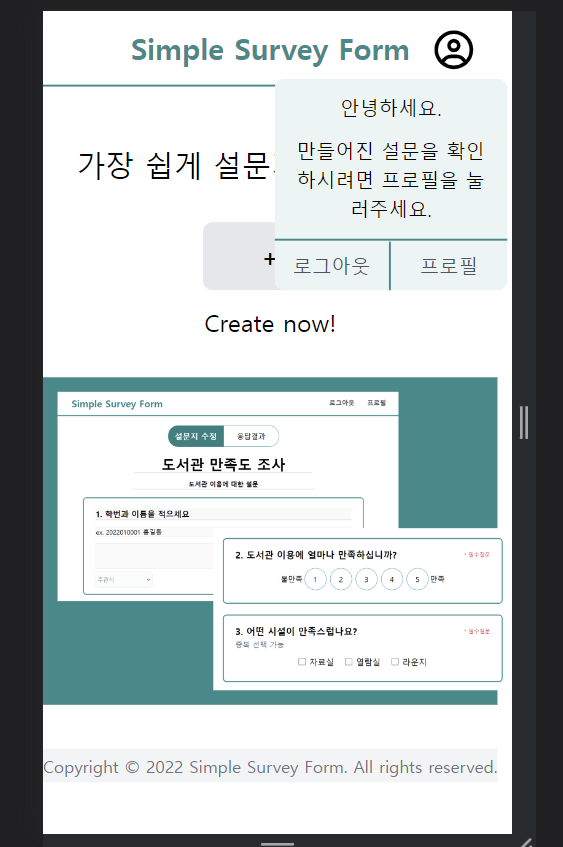 Simple Survey Form
안녕하세요.
만들어진 설문을 확인
하시려면 프로필을 눌
러주세요.
로그아웃 프로필
가장 쉽게 설문
+
Create now!
Simple Survey Form 로그아웃 프로필
설문지 수정 응답결과
도서관 만족도 조사
도서관 이용에 대한 설문
1. 학번과 이름을 적으세요
ex. 2022010001 홍길동
주관식
2. 도서관 이용에 얼마나 만족하십니까? * 필수질문
불만족 1 2 3 4 5 만족
3. 어떤 시설이 만족스럽나요? * 필수질문
중복 선택 가능
자료실 열람실 라운지
Copyright © 2022 Simple Survey Form. All rights reserved.